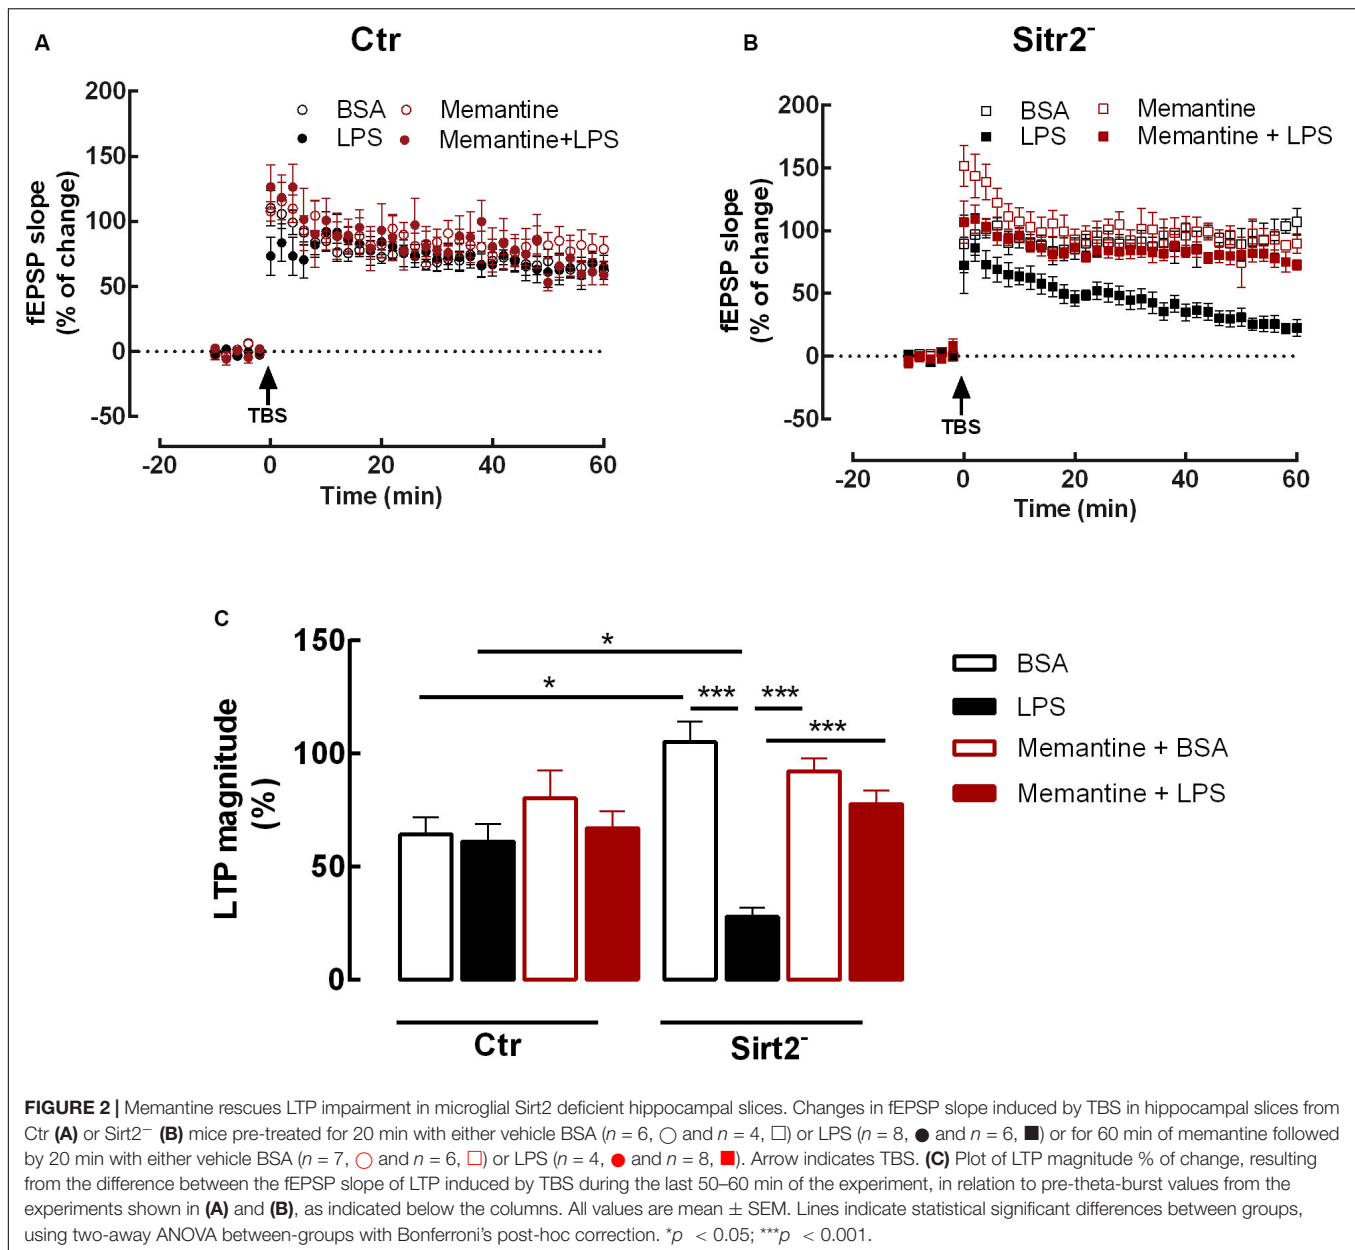 A
Ctr
200
150
100
50
0
-50
fEPSP slope
(% of change)
BSA
Memantine
LPS
Memantine+LPS
TBS
-20
0
20
40
60
Time (min)
B
Sitr2⁻
200
150
100
50
0
-50
fEPSP slope
(% of change)
BSA
Memantine
LPS
Memantine + LPS
TBS
-20
0
20
40
60
Time (min)
C
150
100
50
0
LTP magnitude
(%)
*
*
***
***
***
Ctr
Sirt2⁻
BSA
LPS
Memantine + BSA
Memantine + LPS
FIGURE 2 | Memantine rescues LTP impairment in microglial Sirt2 deficient hippocampal slices. Changes in fEPSP slope induced by TBS in hippocampal slices from
Ctr (A) or Sirt2− (B) mice pre-treated for 20 min with either vehicle BSA (n = 6, ○ and n = 4, □) or LPS (n = 8, ● and n = 6, ■) or for 60 min of memantine followed
by 20 min with either vehicle BSA (n = 7, ○ and n = 6, □) or LPS (n = 4, ● and n = 8, ■). Arrow indicates TBS. (C) Plot of LTP magnitude % of change, resulting
from the difference between the fEPSP slope of LTP induced by TBS during the last 50–60 min of the experiment, in relation to pre-theta-burst values from the
experiments shown in (A) and (B), as indicated below the columns. All values are mean ± SEM. Lines indicate statistical significant differences between groups,
using two-away ANOVA between-groups with Bonferroni's post-hoc correction. *p < 0.05; ***p < 0.001.